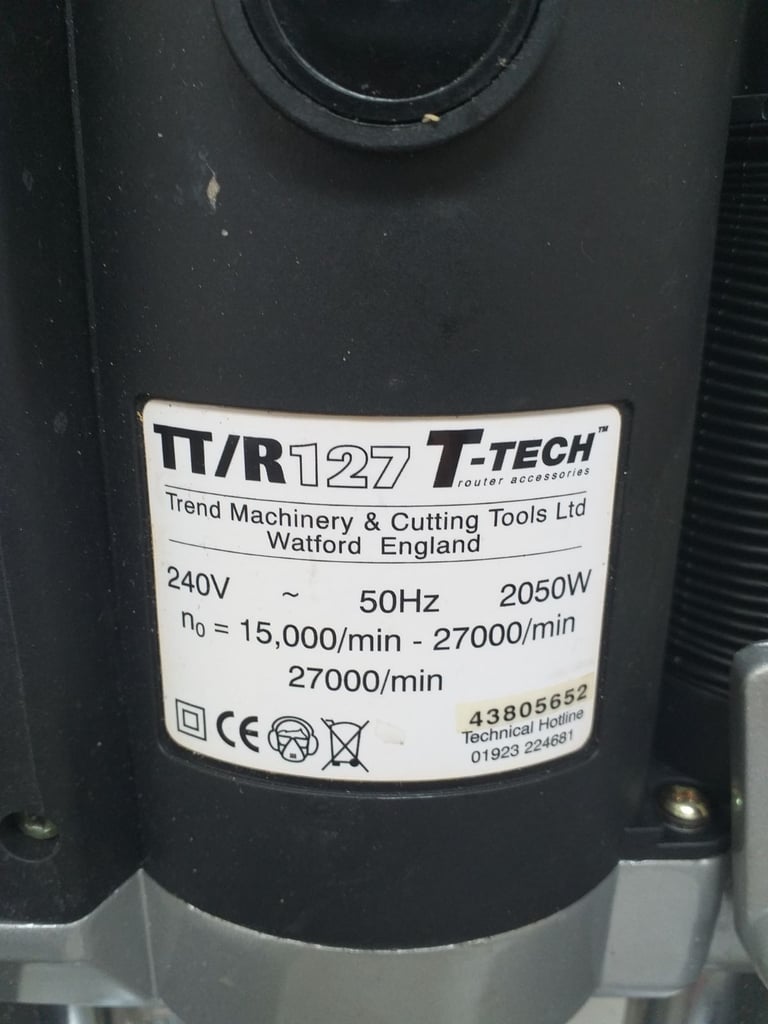 TT/R127 T-TECH™
router accessories
Trend Machinery & Cutting Tools Ltd
Watford England
240V ~ 50Hz 2050W
n₀ = 15,000/min - 27000/min
27000/min
43805652
CE
Technical Hotline
01923 224681